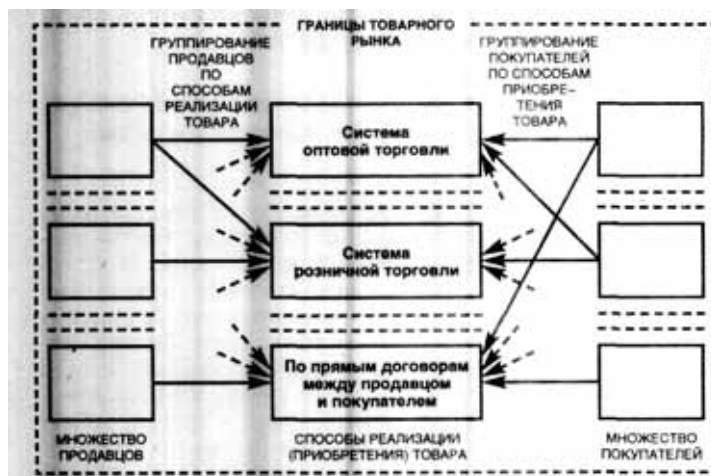 ГРАНИЦЫ ТОВАРНОГО
РЫНКА
ГРУППИРОВАНИЕ
ПРОДАВЦОВ
ПО
СПОСОБАМ
РЕАЛИЗАЦИИ
ТОВАРА
ГРУППИРОВАНИЕ
ПОКУПАТЕЛЕЙ
ПО СПОСОБАМ
ПРИОБРЕ-
ТЕНИЯ
ТОВАРА
Система
оптовой торговли
Система
розничной торговли
По прямым договорам
между продавцом
и покупателем
МНОЖЕСТВО
ПРОДАВЦОВ
СПОСОБЫ РЕАЛИЗАЦИИ
(ПРИОБРЕТЕНИЯ) ТОВАРА
МНОЖЕСТВО
ПОКУПАТЕЛЕЙ